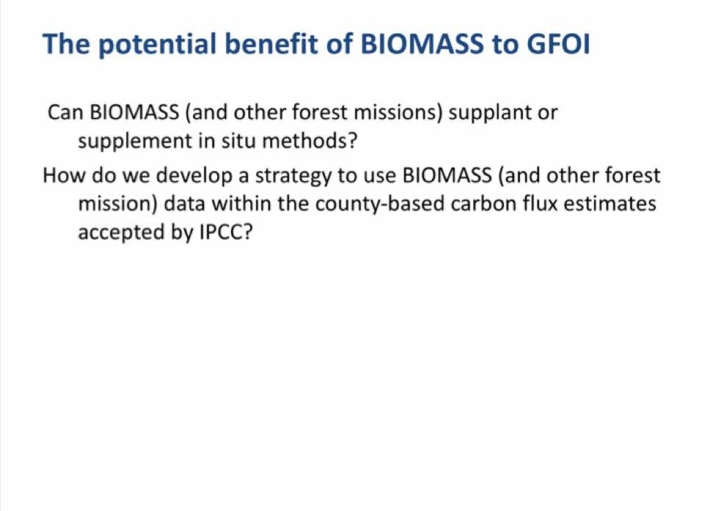 The potential benefit of BIOMASS to GFOI
Can BIOMASS (and other forest missions) supplant or
supplement in situ methods?
How do we develop a strategy to use BIOMASS (and other forest
mission) data within the county-based carbon flux estimates
accepted by IPCC?